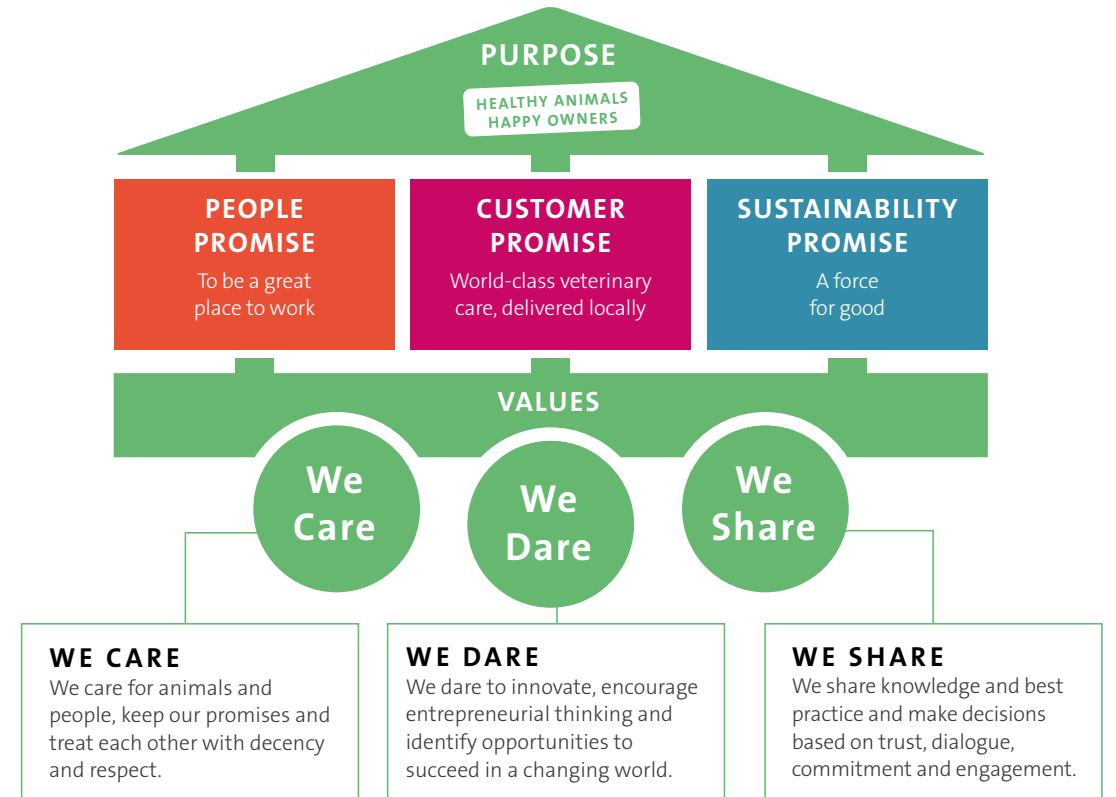 PURPOSE
HEALTHY ANIMALS
HAPPY OWNERS
PEOPLE
PROMISE
To be a great
place to work
CUSTOMER
PROMISE
World-class veterinary
care, delivered locally
SUSTAINABILITY
PROMISE
A force
for good
VALUES
We
Care
We
Dare
We
Share
WE CARE
We care for animals and
people, keep our promises and
treat each other with decency
and respect.
WE DARE
We dare to innovate, encourage
entrepreneurial thinking and
identify opportunities to
succeed in a changing world.
WE SHARE
We share knowledge and best
practice and make decisions
based on trust, dialogue,
commitment and engagement.